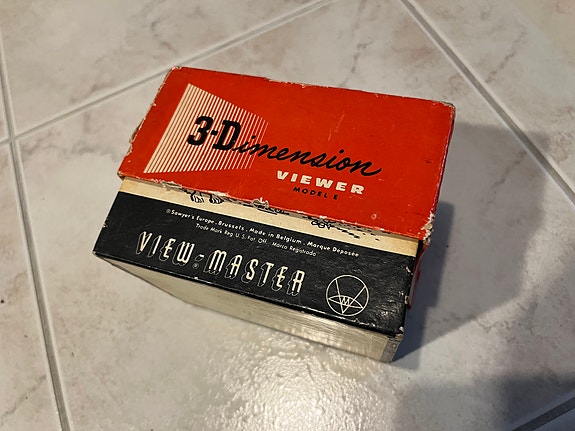 3-Dimension
VIEWER
MODEL E
© Sawyer's Europe - Brussels - Made in Belgium - Marque Déposée
Trade Mark Reg. U.S. Pat. Off. Marca Registrada
VIEW-MASTER
®
M